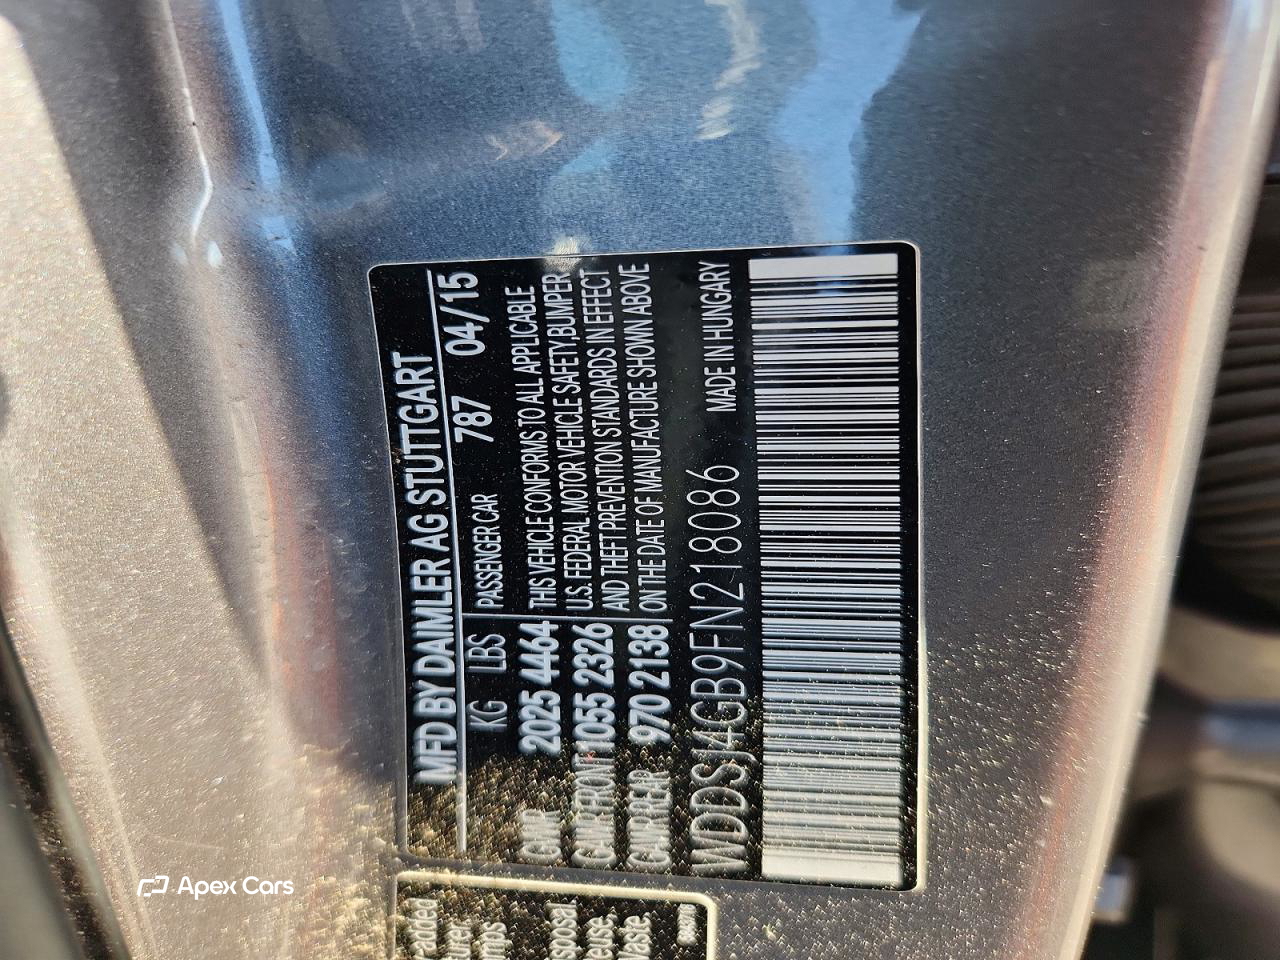 MFD BY DAIMLER AG STUTTGART
KG LBS PASSENGER CAR 787 04/15
GVWR 2025 4464 THIS VEHICLE CONFORMS TO ALL APPLICABLE
GAWR FRONT 1055 2326 U.S. FEDERAL MOTOR VEHICLE SAFETY,BUMPER,
GAWR REAR 970 2138 AND THEFT PREVENTION STANDARDS IN EFFECT
ON THE DATE OF MANUFACTURE SHOWN ABOVE
WDDSJ4GB9FN218086 MADE IN HUNGARY
Apex Cars